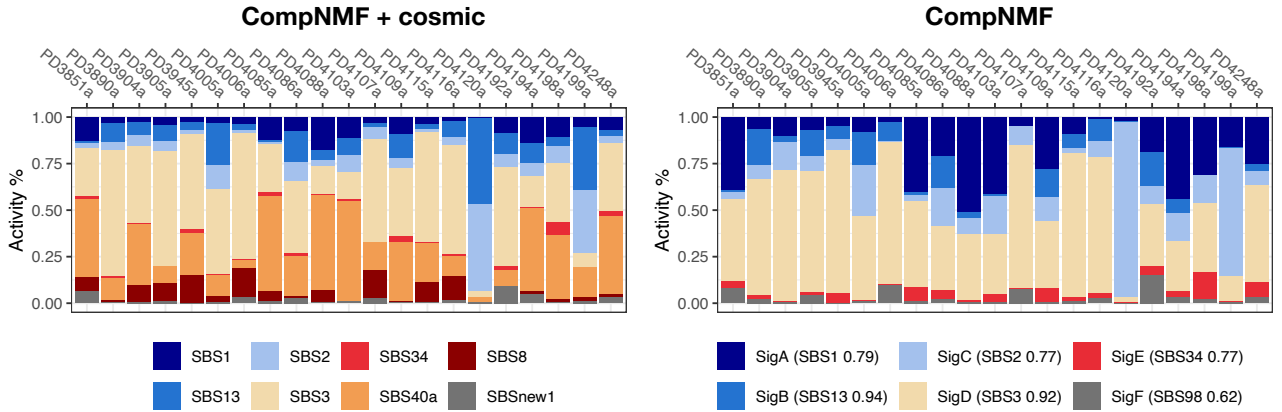 CompNMF + cosmic
PD3851a
PD3890a
PD3904a
PD3905a
PD3945a
PD4005a
PD4006a
PD4085a
PD4086a
PD4088a
PD4103a
PD4107a
PD4109a
PD4115a
PD4116a
PD4120a
PD4192a
PD4194a
PD4198a
PD4199a
PD4248a
Activity %
1.00
0.75
0.50
0.25
0.00
SBS1
SBS2
SBS34
SBS8
SBS13
SBS3
SBS40a
SBSnew1
CompNMF
PD3851a
PD3890a
PD3904a
PD3905a
PD3945a
PD4005a
PD4006a
PD4085a
PD4086a
PD4088a
PD4103a
PD4107a
PD4109a
PD4115a
PD4116a
PD4120a
PD4192a
PD4194a
PD4198a
PD4199a
PD4248a
Activity %
1.00
0.75
0.50
0.25
0.00
SigA (SBS1 0.79)
SigC (SBS2 0.77)
SigE (SBS34 0.77)
SigB (SBS13 0.94)
SigD (SBS3 0.92)
SigF (SBS98 0.62)